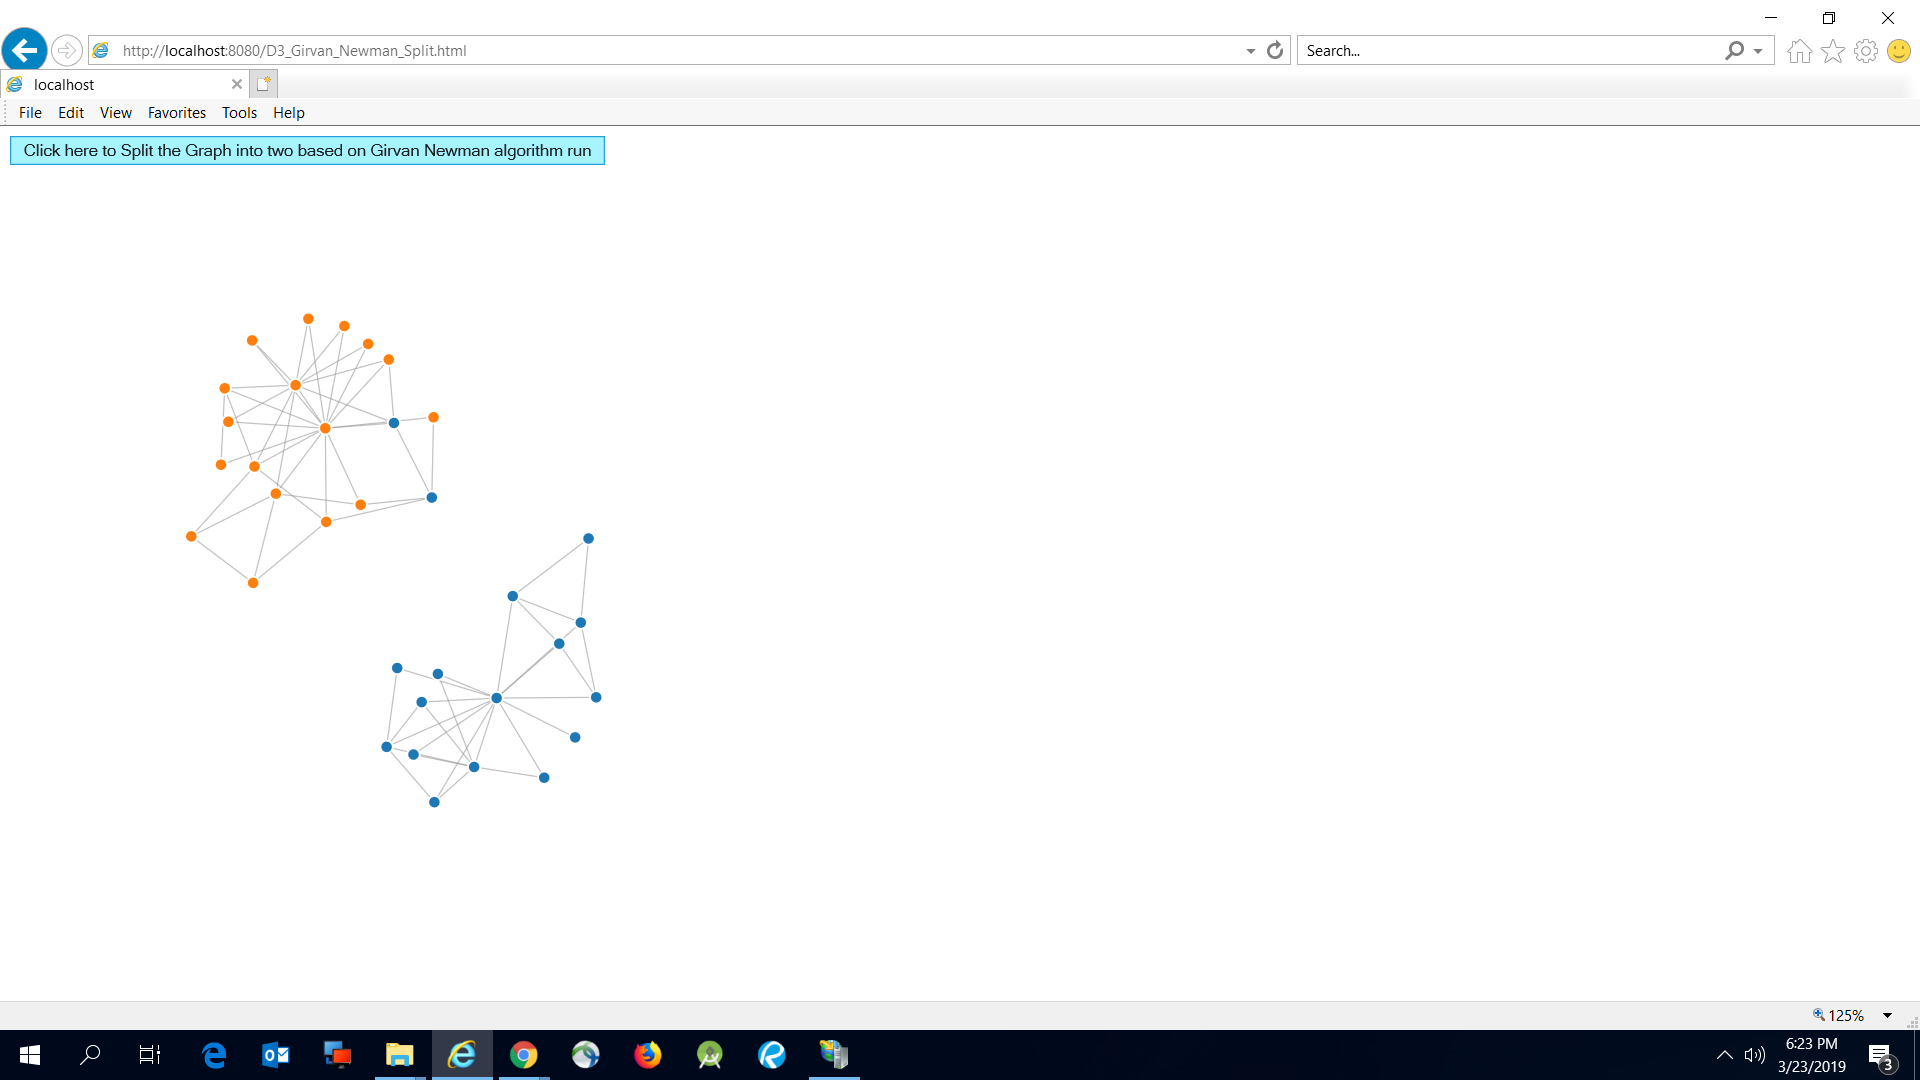 http://localhost:8080/D3_Girvan_Newman_Split.html
Search...
localhost
File Edit View Favorites Tools Help
Click here to Split the Graph into two based on Girvan Newman algorithm run
125%
6:23 PM
3/23/2019
3